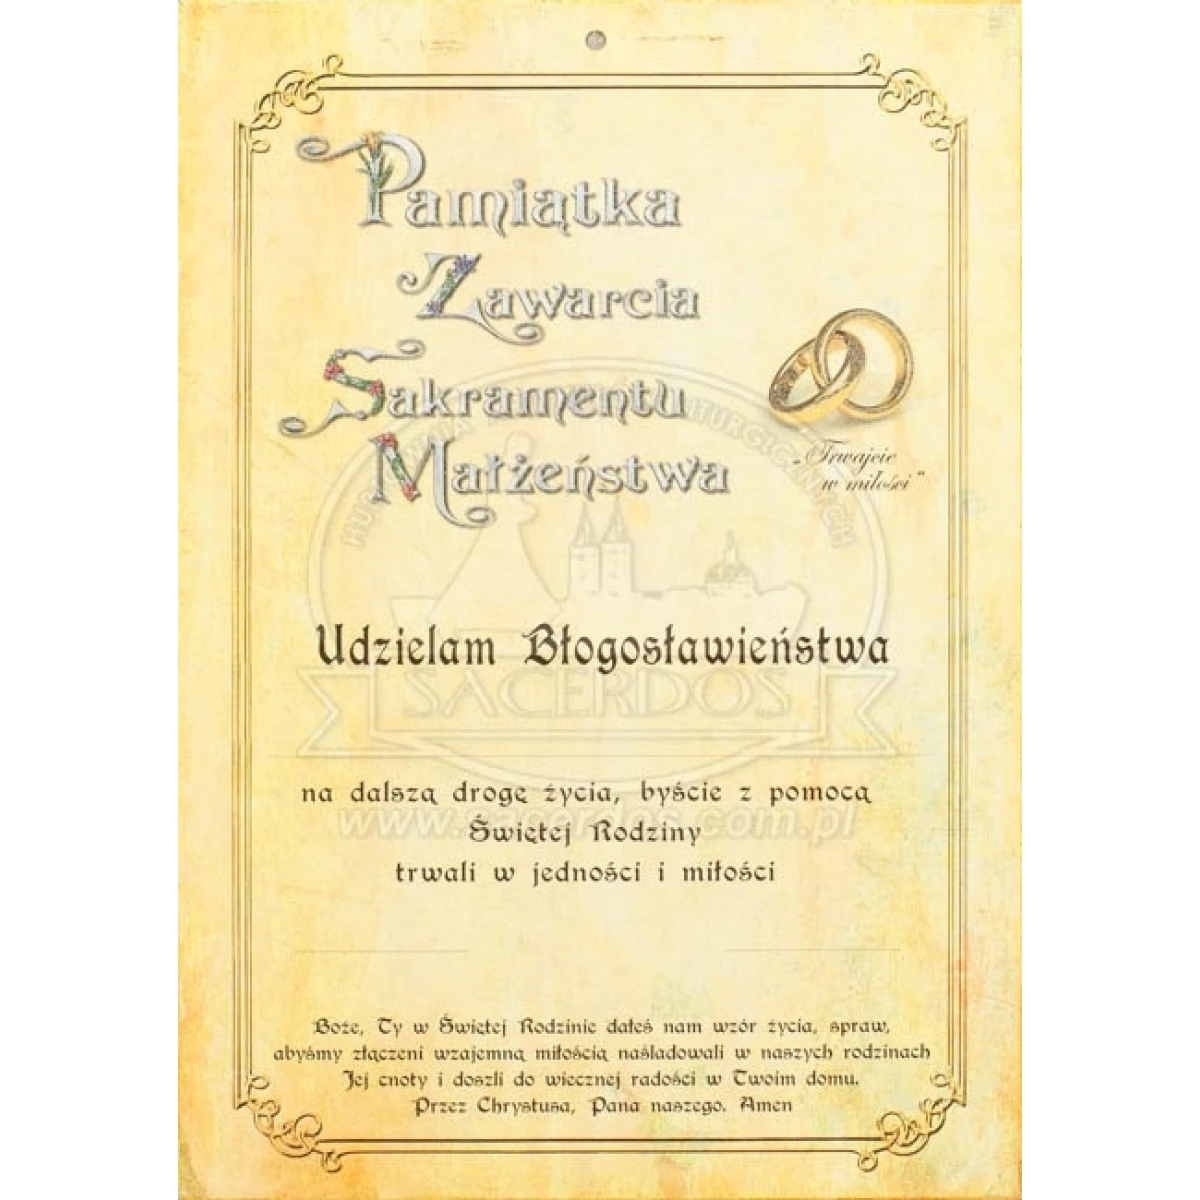 Pamiątka
Zawarcia
Sakramentu
Małżeństwa
„Trwajcie
w miłości"
Udzielam Błogosławieństwa
SACERDOS
na dalszą drogę życia, byście z pomocą
www.sacerdos.com.pl
Świętej Rodziny
trwali w jedności i miłości
Boże, Ty w Świętej Rodzinie dałeś nam wzór życia, spraw,
abyśmy złączeni wzajemną miłością naśladowali w naszych rodzinach
Jej cnoty i doszli do wiecznej radości w Twoim domu.
Przez Chrystusa, Pana naszego. Amen